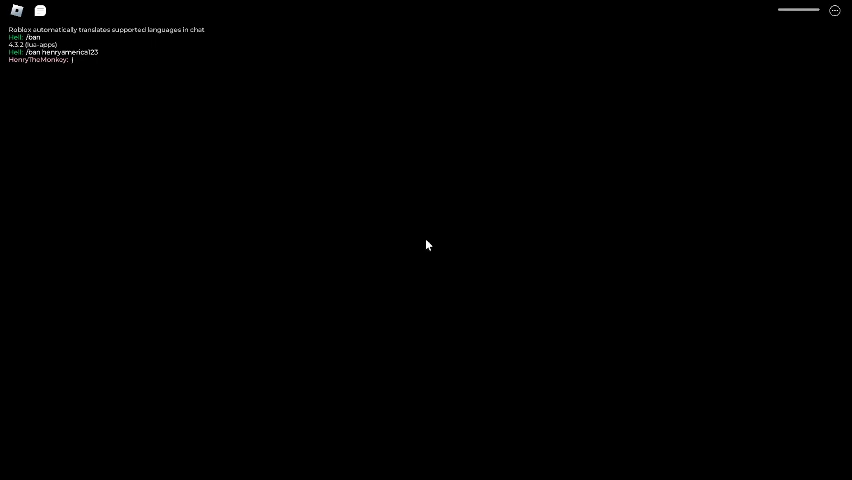 Roblox automatically translates supported languages in chat
Hell: /ban
4.3.2 (lua-apps)
Hell: /ban henryamerica123
HenryTheMonkey: )